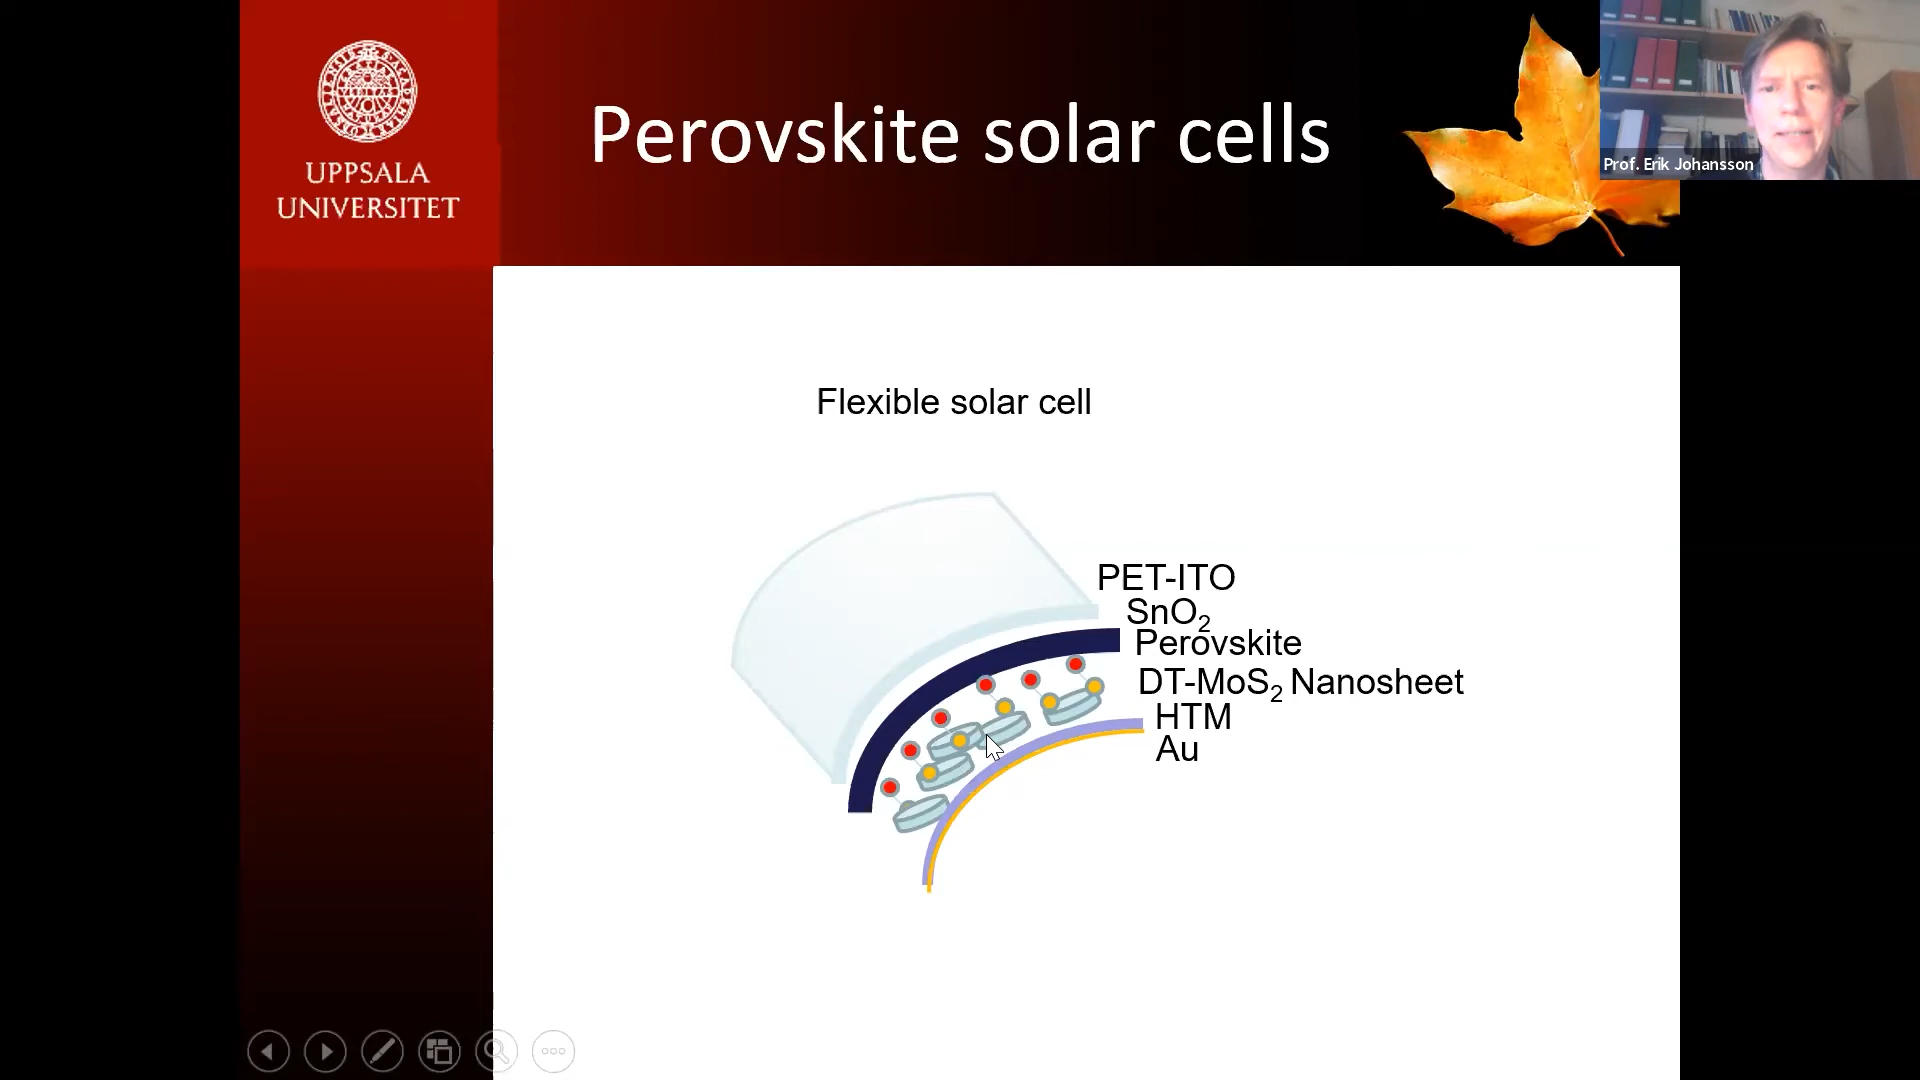 UPPSALA
UNIVERSITET
Perovskite solar cells
Prof. Erik Johansson
Flexible solar cell
PET-ITO
SnO₂
Perovskite
DT-MoS₂ Nanosheet
HTM
Au